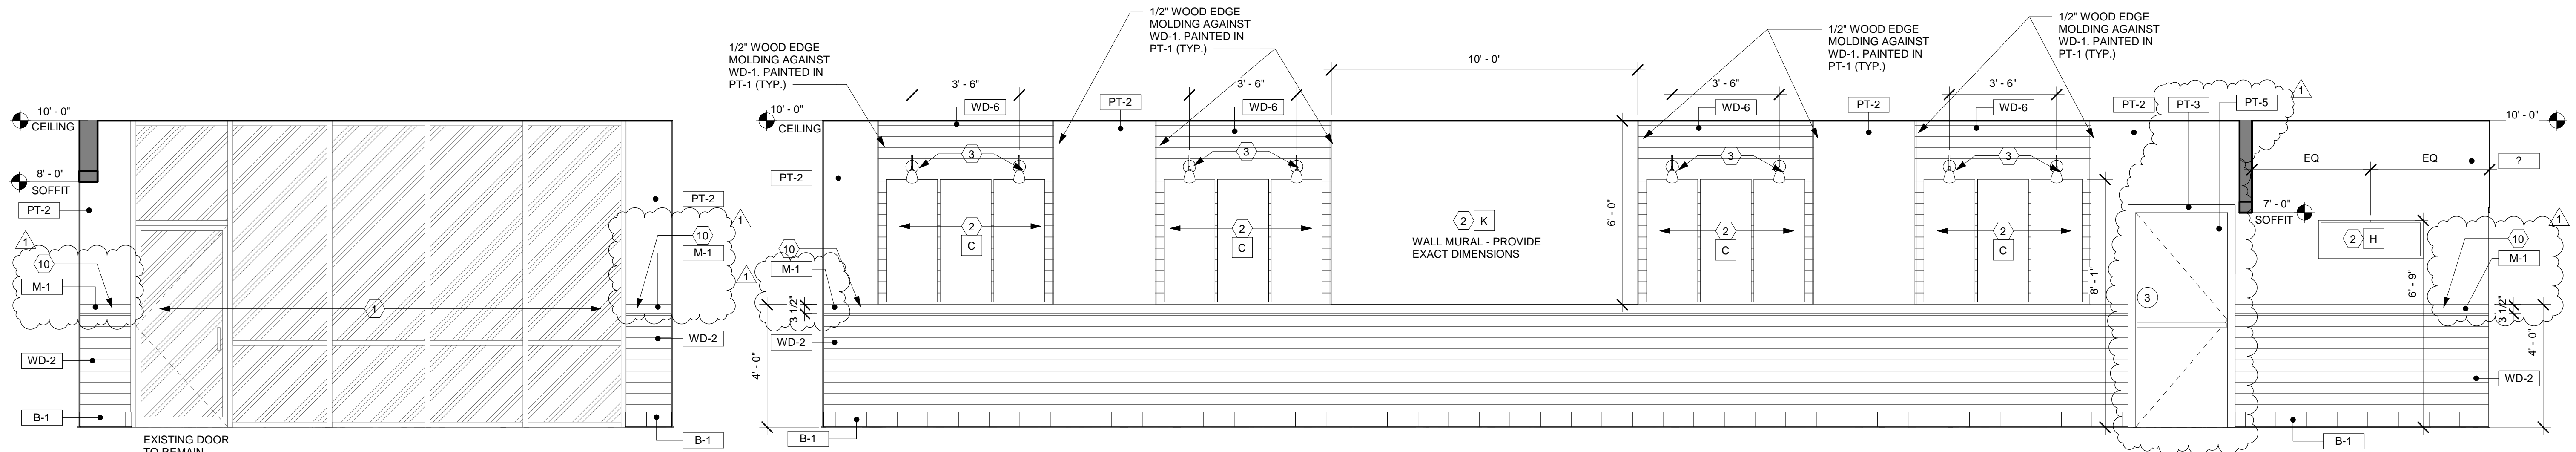 1/2" WOOD EDGE
MOLDING AGAINST
WD-1. PAINTED IN
PT-1 (TYP.)
1/2" WOOD EDGE
MOLDING AGAINST
WD-1. PAINTED IN
PT-1 (TYP.)
1/2" WOOD EDGE
MOLDING AGAINST
WD-1. PAINTED IN
PT-1 (TYP.)
1/2" WOOD EDGE
MOLDING AGAINST
WD-1. PAINTED IN
PT-1 (TYP.)
10' - 0"
3' - 6"
3' - 6"
3' - 6"
3' - 6"
WD-6
PT-2
WD-6
WD-6
PT-2
WD-6
PT-2
PT-3
PT-5
1
10' - 0"
CEILING
10' - 0"
CEILING
10' - 0"
8' - 0"
SOFFIT
PT-2
PT-2
PT-2
3
3
3
3
EQ
EQ
?
7' - 0"
SOFFIT
6' - 0"
8' - 1"
6' - 9"
1
10
M-1
1
10
M-1
1
10
M-1
2
C
2
C
2 K
WALL MURAL - PROVIDE
EXACT DIMENSIONS
2
C
2
C
3
2 H
1
10
M-1
1
WD-2
WD-2
WD-2
WD-2
3 1/2"
4' - 0"
3 1/2"
4' - 0"
B-1
B-1
B-1
B-1
EXISTING DOOR
TO REMAIN